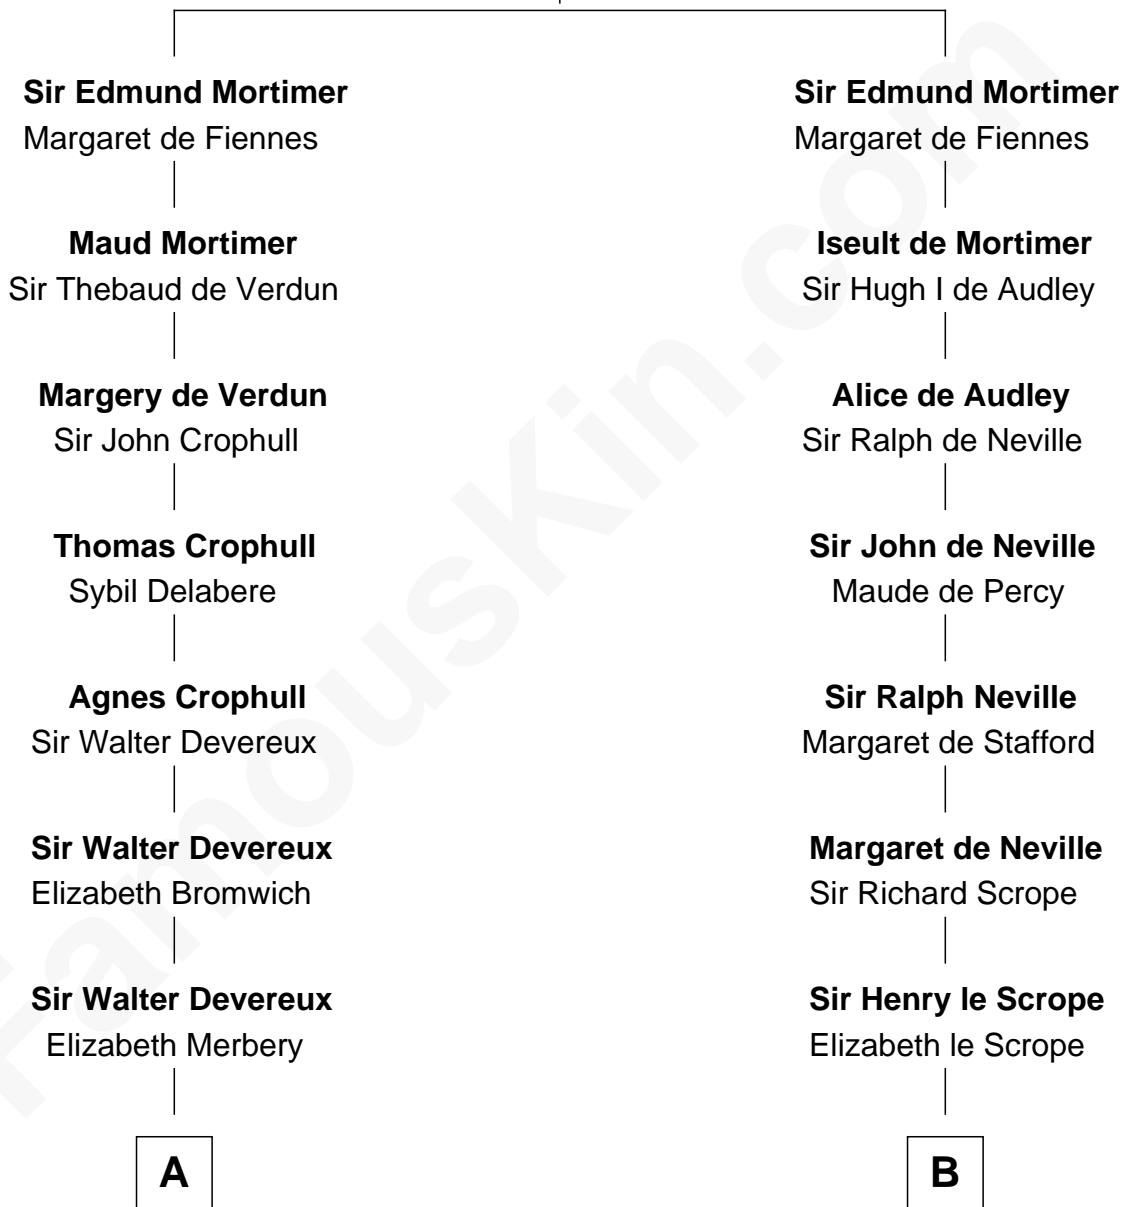 Sir Edmund Mortimer
Margaret de Fiennes
Maud Mortimer
Sir Thebaud de Verdun
Margery de Verdun
Sir John Crophull
Thomas Crophull
Sybil Delabere
Agnes Crophull
Sir Walter Devereux
Sir Walter Devereux
Elizabeth Bromwich
Sir Walter Devereux
Elizabeth Merbery
A
Sir Edmund Mortimer
Margaret de Fiennes
Iseult de Mortimer
Sir Hugh I de Audley
Alice de Audley
Sir Ralph de Neville
Sir John de Neville
Maude de Percy
Sir Ralph Neville
Margaret de Stafford
Margaret de Neville
Sir Richard Scrope
Sir Henry le Scrope
Elizabeth le Scrope
B
FamousKin.com